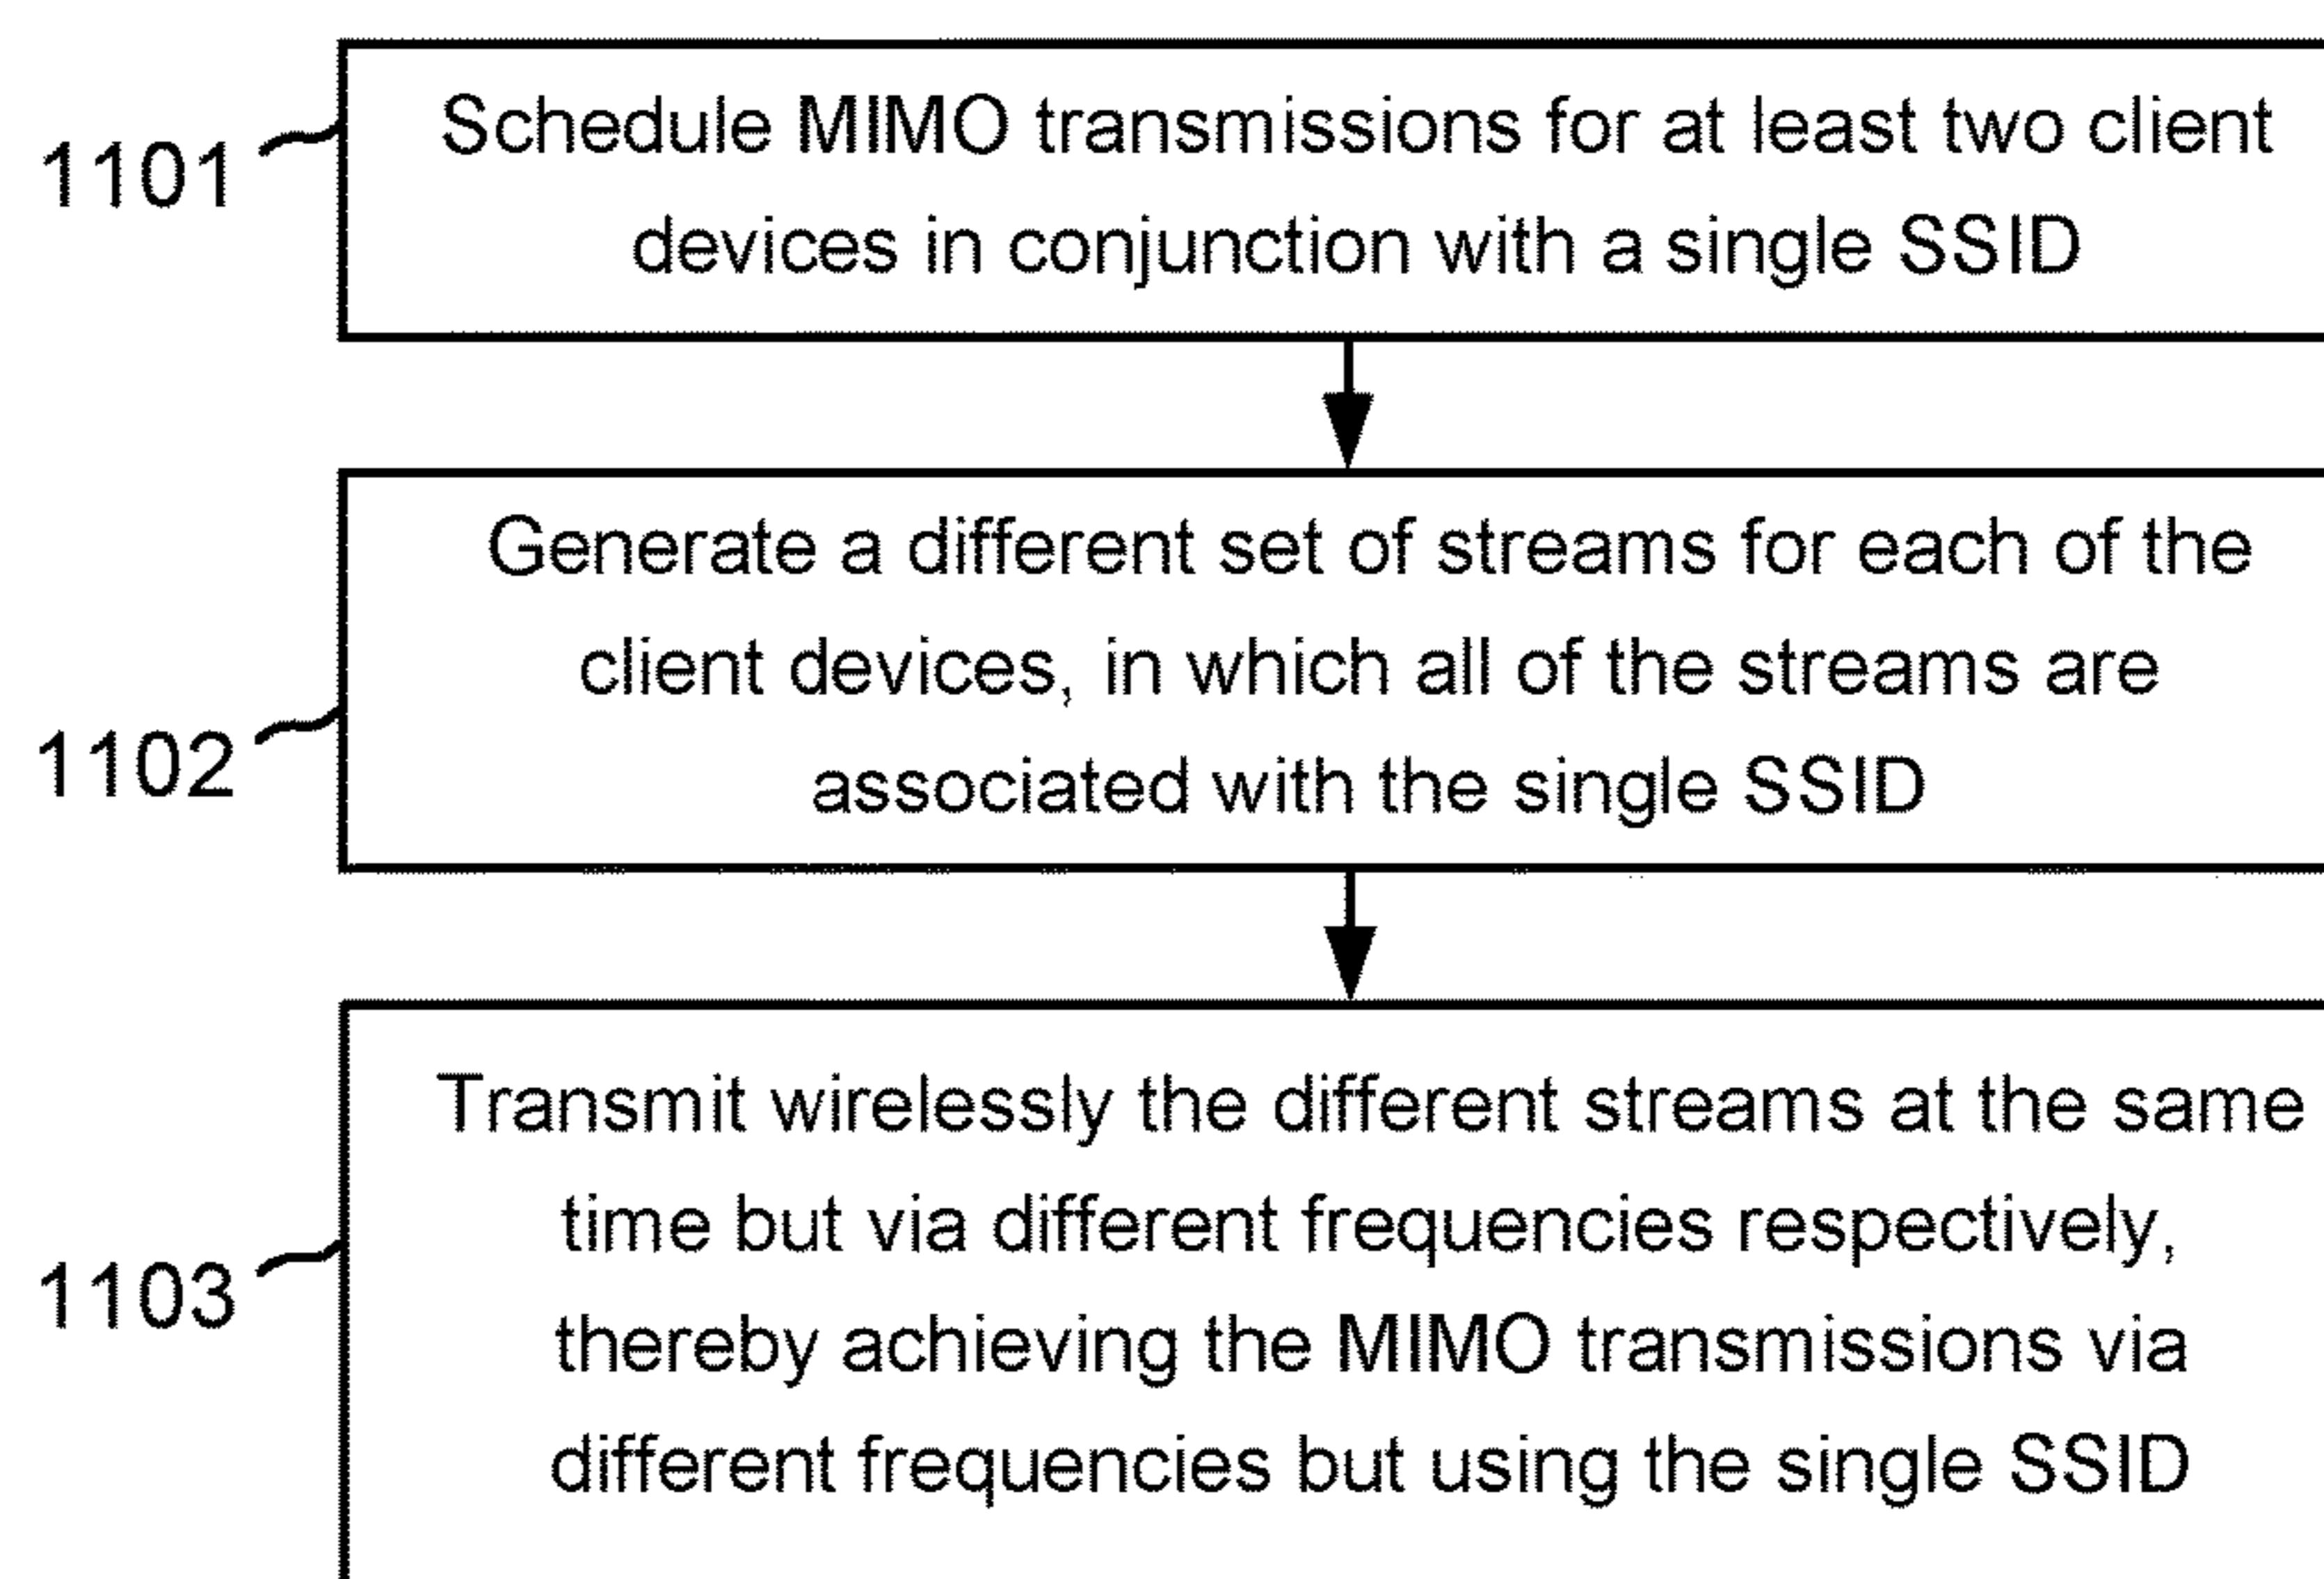 1101
Schedule MIMO transmissions for at least two client
devices in conjunction with a single SSID
1102
Generate a different set of streams for each of the
client devices, in which all of the streams are
associated with the single SSID
1103
Transmit wirelessly the different streams at the same
time but via different frequencies respectively,
thereby achieving the MIMO transmissions via
different frequencies but using the single SSID